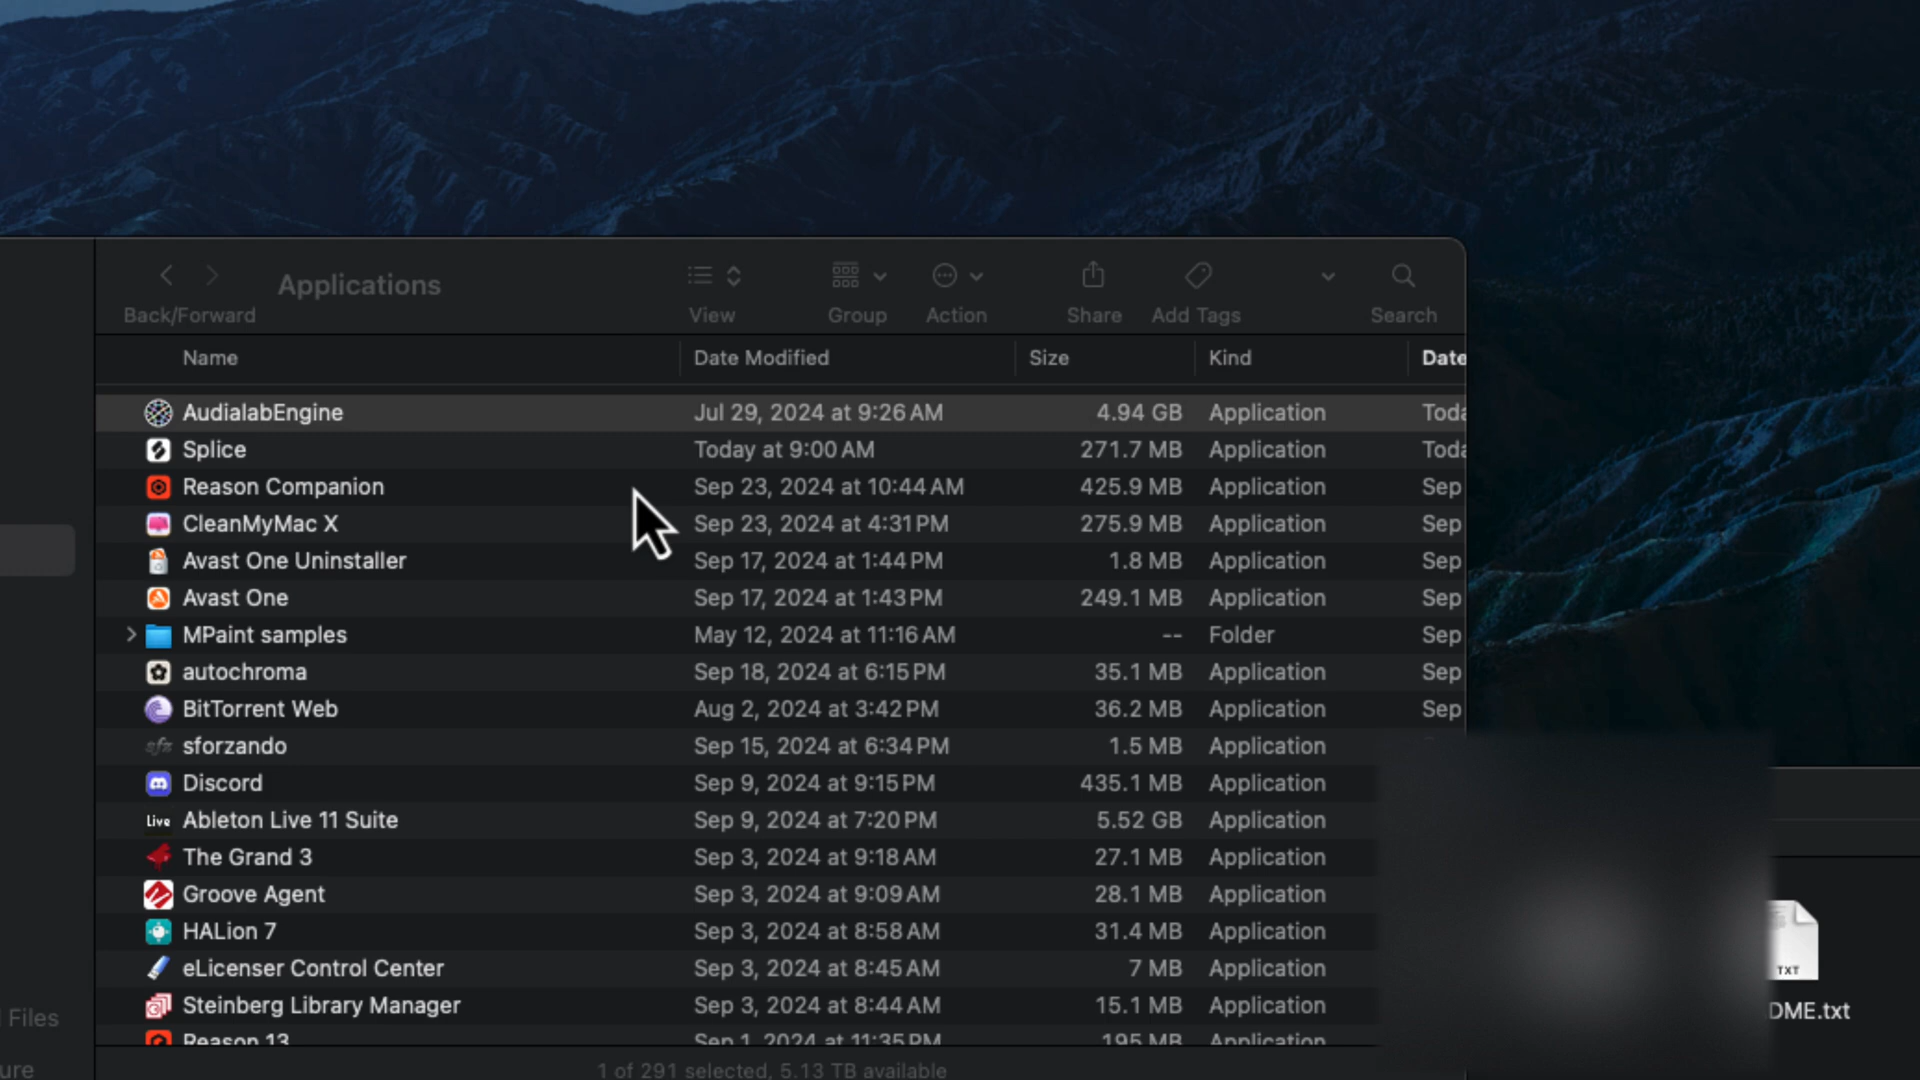 Applications
Back/Forward View Group Action Share Add Tags Search
Name Date Modified Size Kind Date
AudialabEngine Jul 29, 2024 at 9:26 AM 4.94 GB Application Toda
Splice Today at 9:00 AM 271.7 MB Application Toda
Reason Companion Sep 23, 2024 at 10:44 AM 425.9 MB Application Sep
CleanMyMac X Sep 23, 2024 at 4:31 PM 275.9 MB Application Sep
Avast One Uninstaller Sep 17, 2024 at 1:44 PM 1.8 MB Application Sep
Avast One Sep 17, 2024 at 1:43 PM 249.1 MB Application Sep
MPaint samples May 12, 2024 at 11:16 AM -- Folder Sep
autochroma Sep 18, 2024 at 6:15 PM 35.1 MB Application Sep
BitTorrent Web Aug 2, 2024 at 3:42 PM 36.2 MB Application Sep
sfz sforzando Sep 15, 2024 at 6:34 PM 1.5 MB Application
Discord Sep 9, 2024 at 9:15 PM 435.1 MB Application
Live Ableton Live 11 Suite Sep 9, 2024 at 7:20 PM 5.52 GB Application
The Grand 3 Sep 3, 2024 at 9:18 AM 27.1 MB Application
Groove Agent Sep 3, 2024 at 9:09 AM 28.1 MB Application
HALion 7 Sep 3, 2024 at 8:58 AM 31.4 MB Application
eLicenser Control Center Sep 3, 2024 at 8:45 AM 7 MB Application
TXT
Steinberg Library Manager Sep 3, 2024 at 8:44 AM 15.1 MB Application
Files
DME.txt
Reason 13 Sep 1, 2024 at 11:35 PM 195 MB Application
ure
1 of 291 selected, 5.13 TB available